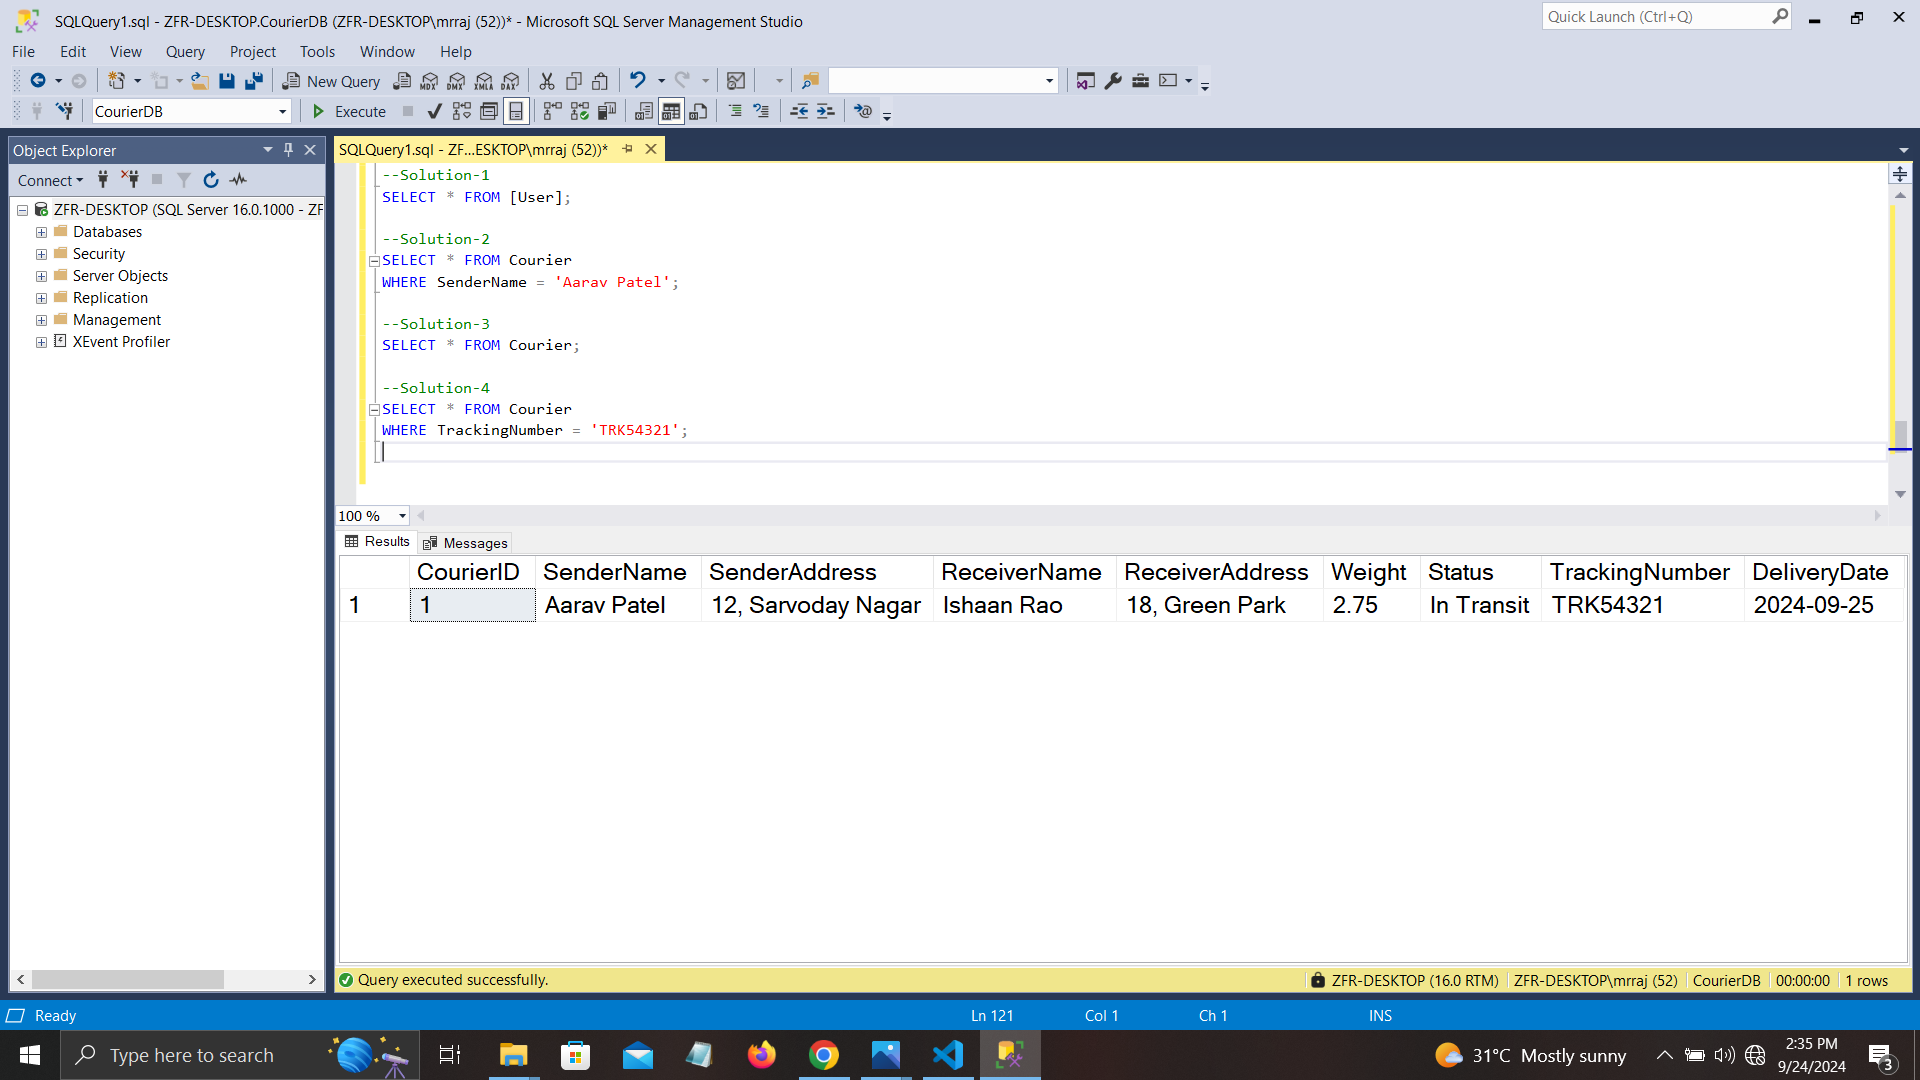 SQLQuery1.sql - ZFR-DESKTOP.CourierDB (ZFR-DESKTOP\mrraj (52))* - Microsoft SQL Server Management Studio
Quick Launch (Ctrl+Q)
File Edit View Query Project Tools Window Help
New Query MDX DMX XMLA DAX
CourierDB Execute
Object Explorer
SQLQuery1.sql - ZF...ESKTOP\mrraj (52))*
Connect
ZFR-DESKTOP (SQL Server 16.0.1000 - ZF
Databases
Security
Server Objects
Replication
Management
XEvent Profiler
--Solution-1
SELECT * FROM [User];
--Solution-2
SELECT * FROM Courier
WHERE SenderName = 'Aarav Patel';
--Solution-3
SELECT * FROM Courier;
--Solution-4
SELECT * FROM Courier
WHERE TrackingNumber = 'TRK54321';
100 %
Results Messages
CourierID SenderName SenderAddress ReceiverName ReceiverAddress Weight Status TrackingNumber DeliveryDate
1 1 Aarav Patel 12, Sarvoday Nagar Ishaan Rao 18, Green Park 2.75 In Transit TRK54321 2024-09-25
Query executed successfully. ZFR-DESKTOP (16.0 RTM) ZFR-DESKTOP\mrraj (52) CourierDB 00:00:00 1 rows
Ready Ln 121 Col 1 Ch 1 INS
Type here to search 31°C Mostly sunny 2:35 PM
9/24/2024 3